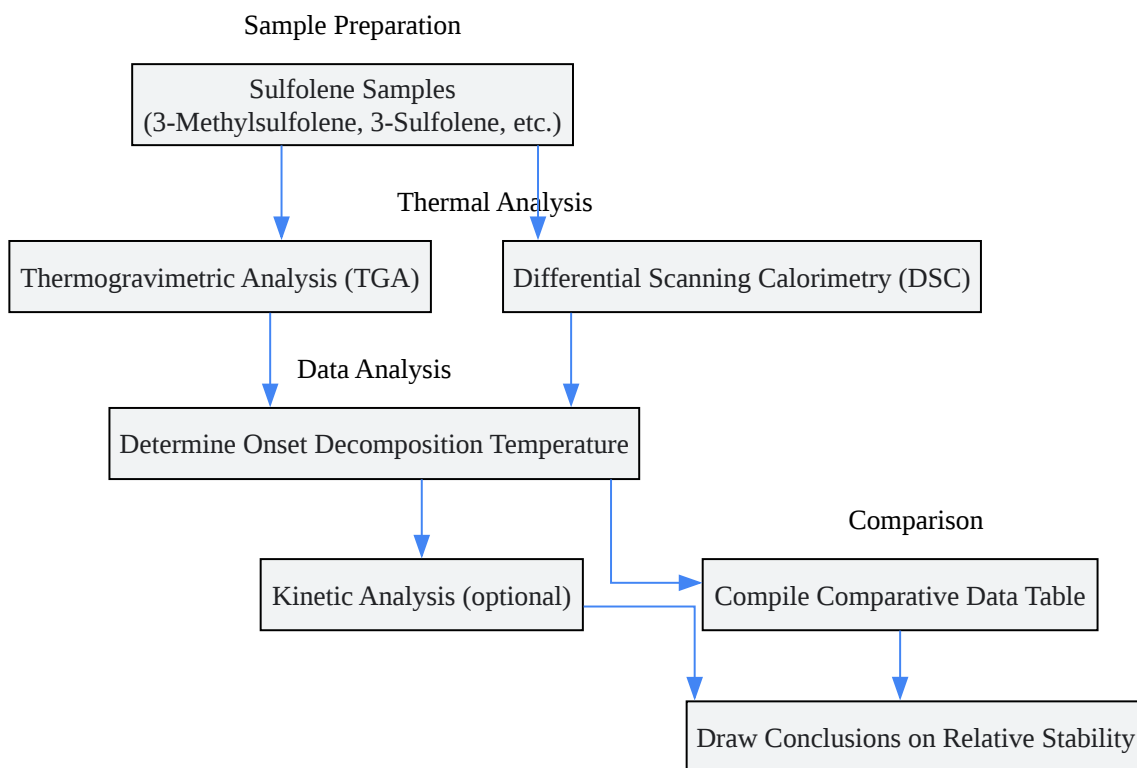 Sample Preparation
Sulfolene Samples
(3-Methylsulfolene, 3-Sulfolene, etc.)
Thermal Analysis
Thermogravimetric Analysis (TGA)
Differential Scanning Calorimetry (DSC)
Data Analysis
Determine Onset Decomposition Temperature
Comparison
Kinetic Analysis (optional)
Compile Comparative Data Table
Draw Conclusions on Relative Stability